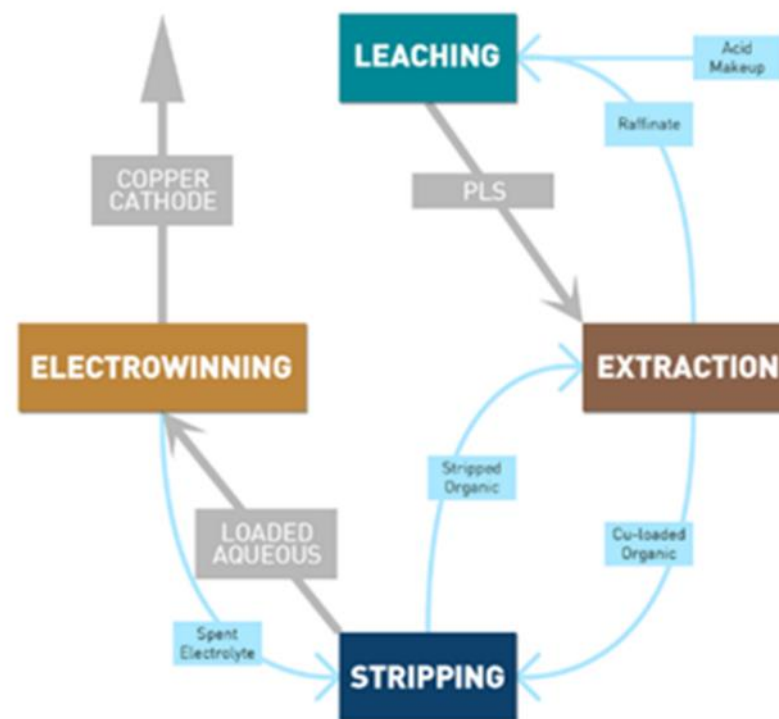 LEACHING
Acid
Makeup
Raffinate
COPPER
CATHODE
PLS
ELECTROWINNING
EXTRACTION
Stripped
Organic
LOADED
AQUEOUS
Cu-loaded
Organic
Spent
Electrolyte
STRIPPING